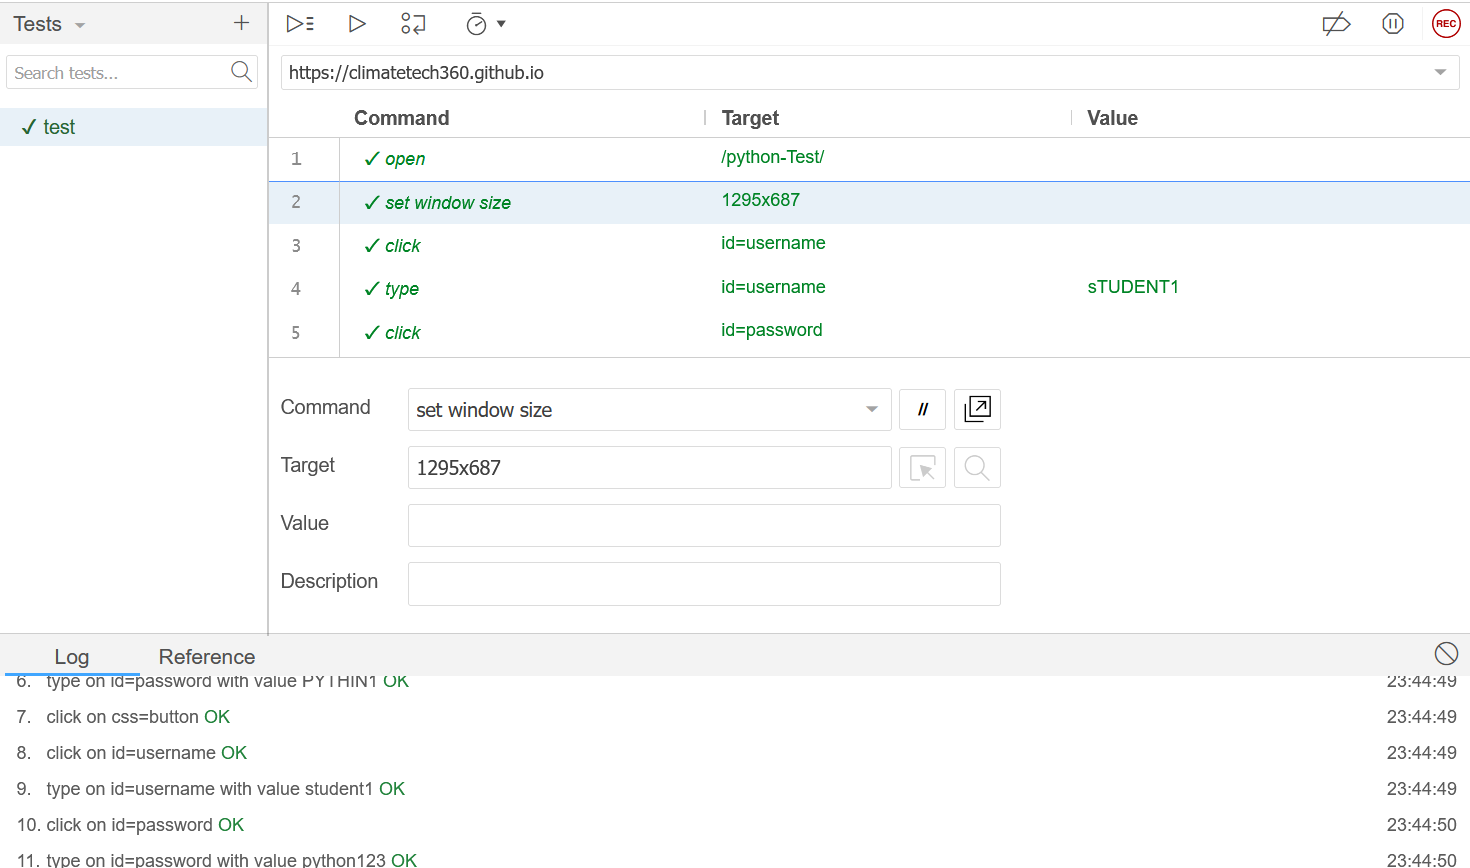 Tests
Search tests...
✓ test
REC
https://climatetech360.github.io
Command Target Value
1 ✓ open /python-Test/
2 ✓ set window size 1295x687
3 ✓ click id=username
4 ✓ type id=username sTUDENT1
5 ✓ click id=password
Command set window size //
Target 1295x687
Value
Description
Log Reference
6. type on id=password with value PYTHIN1 OK 23:44:49
7. click on css=button OK 23:44:49
8. click on id=username OK 23:44:49
9. type on id=username with value student1 OK 23:44:49
10. click on id=password OK 23:44:50
11. type on id=password with value python123 OK 23:44:50